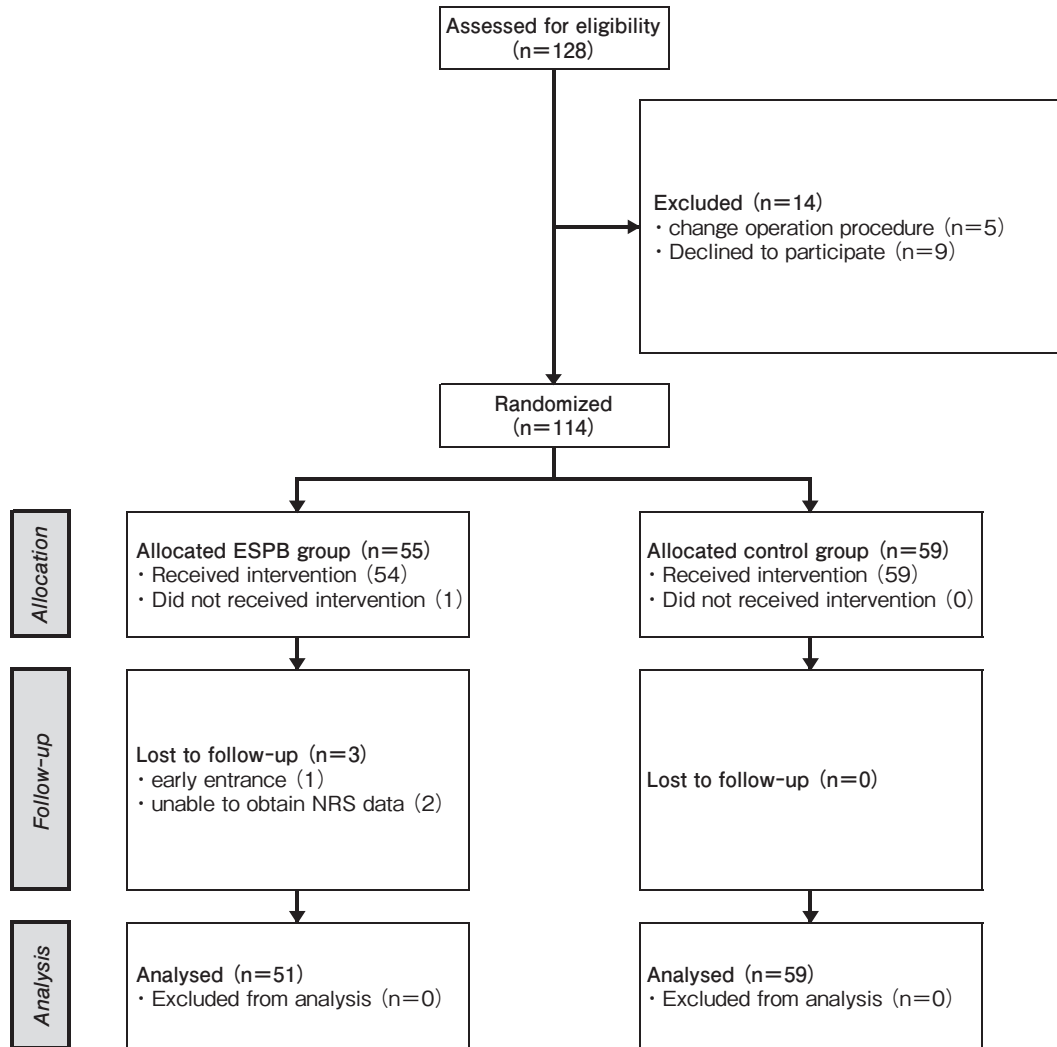 Assessed for eligibility
(n=128)
Excluded (n=14)
· change operation procedure (n=5)
· Declined to participate (n=9)
Randomized
(n=114)
Allocation
Allocated ESPB group (n=55)
· Received intervention (54)
· Did not received intervention (1)
Allocated control group (n=59)
· Received intervention (59)
· Did not received intervention (0)
Follow-up
Lost to follow-up (n=3)
· early entrance (1)
· unable to obtain NRS data (2)
Lost to follow-up (n=0)
Analysis
Analysed (n=51)
· Excluded from analysis (n=0)
Analysed (n=59)
· Excluded from analysis (n=0)